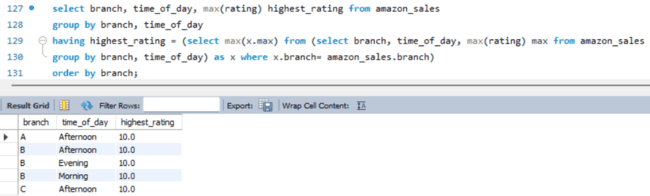 127 select branch, time_of_day, max(rating) highest_rating from amazon_sales
128 group by branch, time_of_day
129 having highest_rating = (select max(x.max) from (select branch, time_of_day, max(rating) max from amazon_sales
130 group by branch, time_of_day) as x where x.branch= amazon_sales.branch)
131 order by branch;
Result Grid Filter Rows: Export: Wrap Cell Content:
branch time_of_day highest_rating
A Afternoon 10.0
B Afternoon 10.0
B Evening 10.0
B Morning 10.0
C Afternoon 10.0